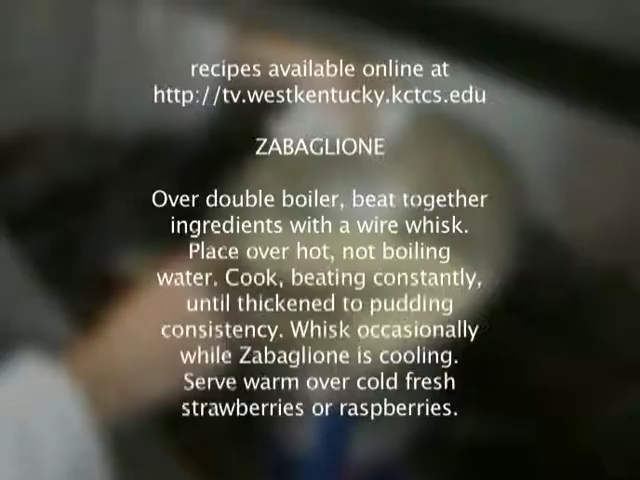 recipes available online at
http://tv.westkentucky.kctcs.edu
ZABAGLIONE
Over double boiler, beat together
ingredients with a wire whisk.
Place over hot, not boiling
water. Cook, beating constantly,
until thickened to pudding
consistency. Whisk occasionally
while Zabaglione is cooling.
Serve warm over cold fresh
strawberries or raspberries.